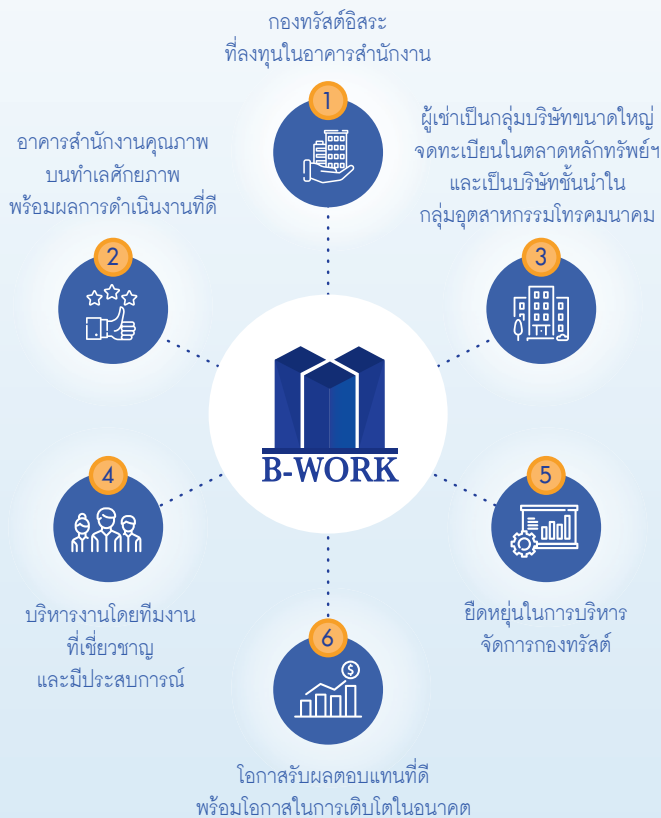 กองทรัสต์อิสระ
ที่ลงทุนในอาคารสำนักงาน
1
อาคารสำนักงานคุณภาพ
บนทำเลศักยภาพ
พร้อมผลการดำเนินงานที่ดี
2
ผู้เช่าเป็นกลุ่มบริษัทขนาดใหญ่
จดทะเบียนในตลาดหลักทรัพย์ฯ
และเป็นบริษัทชั้นนำใน
กลุ่มอุตสาหกรรมโทรคมนาคม
3
B-WORK
4
บริหารงานโดยทีมงาน
ที่เชี่ยวชาญ
และมีประสบการณ์
5
ยืดหยุ่นในการบริหาร
จัดการกองทรัสต์
6
$
โอกาสรับผลตอบแทนที่ดี
พร้อมโอกาสในการเติบโตในอนาคต